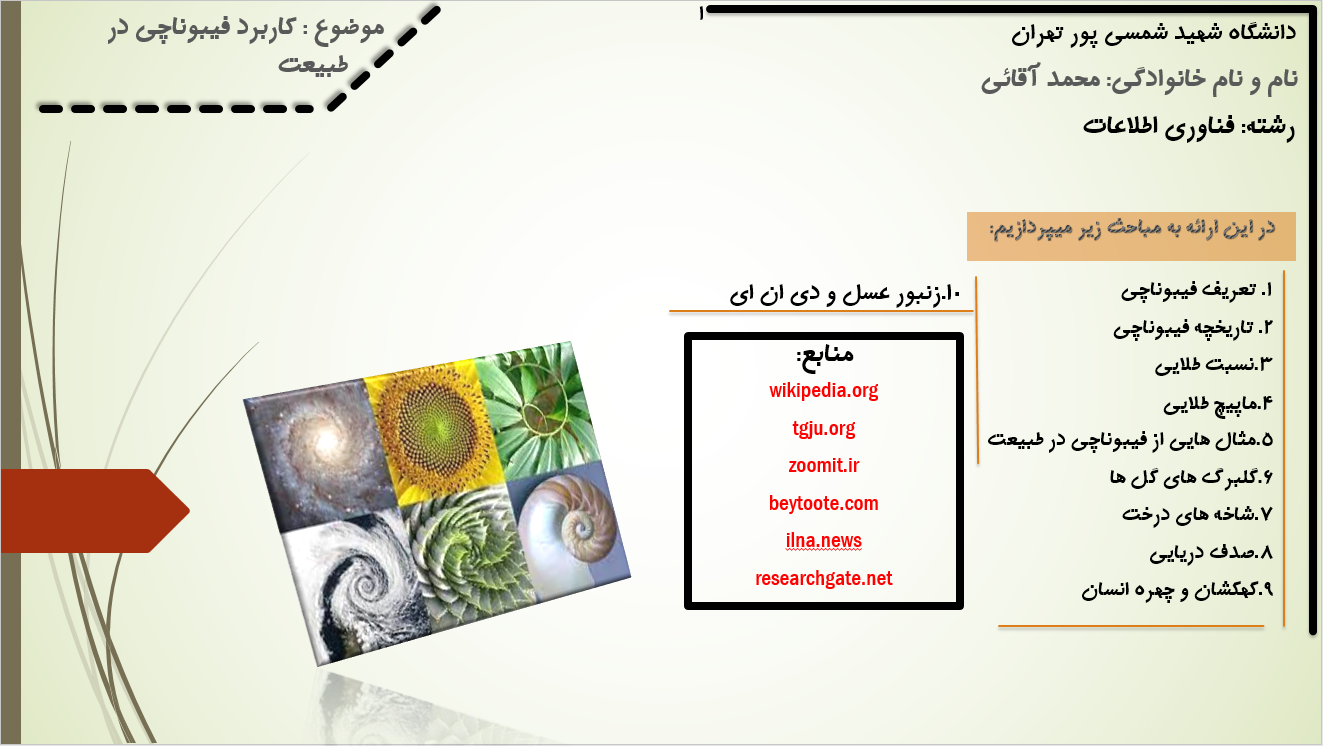 ۱
دانشگاه شهید شمسی پور تهران
نام و نام خانوادگی: محمد آقائی
رشته: فناوری اطلاعات
موضوع : کاربرد فیبوناچی در
طبیعت
در این ارائه به مباحث زیر میپردازیم:
۱. تعریف فیبوناچی
۲. تاریخچه فیبوناچی
۳.نسبت طلایی
۴.ماپیچ طلایی
۵.مثال هایی از فیبوناچی در طبیعت
۶.گلبرگ های گل ها
۷.شاخه های درخت
۸.صدف دریایی
۹.کهکشان و چهره انسان
۱۰.زنبور عسل و دی ان ای
منابع:
wikipedia.org
tgju.org
zoomit.ir
beytoote.com
ilna.news
researchgate.net